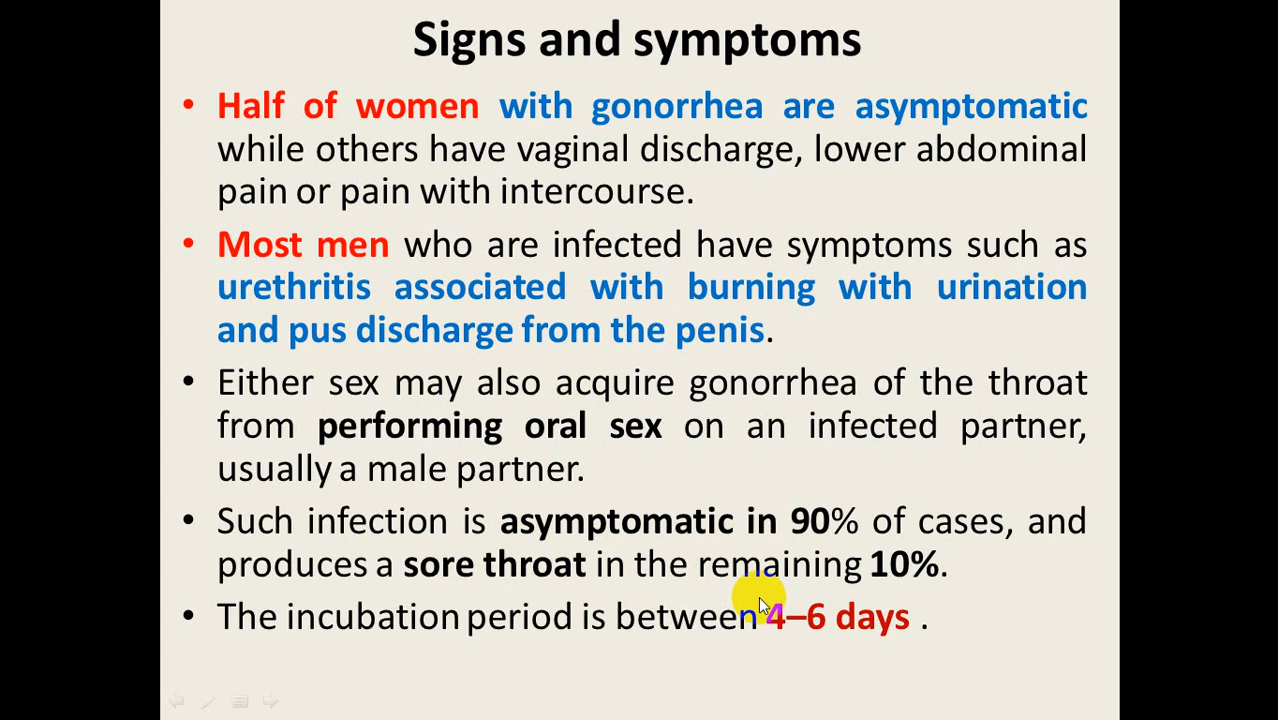 Signs and symptoms
• Half of women with gonorrhea are asymptomatic
while others have vaginal discharge, lower abdominal
pain or pain with intercourse.
• Most men who are infected have symptoms such as
urethritis associated with burning with urination
and pus discharge from the penis.
• Either sex may also acquire gonorrhea of the throat
from performing oral sex on an infected partner,
usually a male partner.
• Such infection is asymptomatic in 90% of cases, and
produces a sore throat in the remaining 10%.
• The incubation period is between 4–6 days .